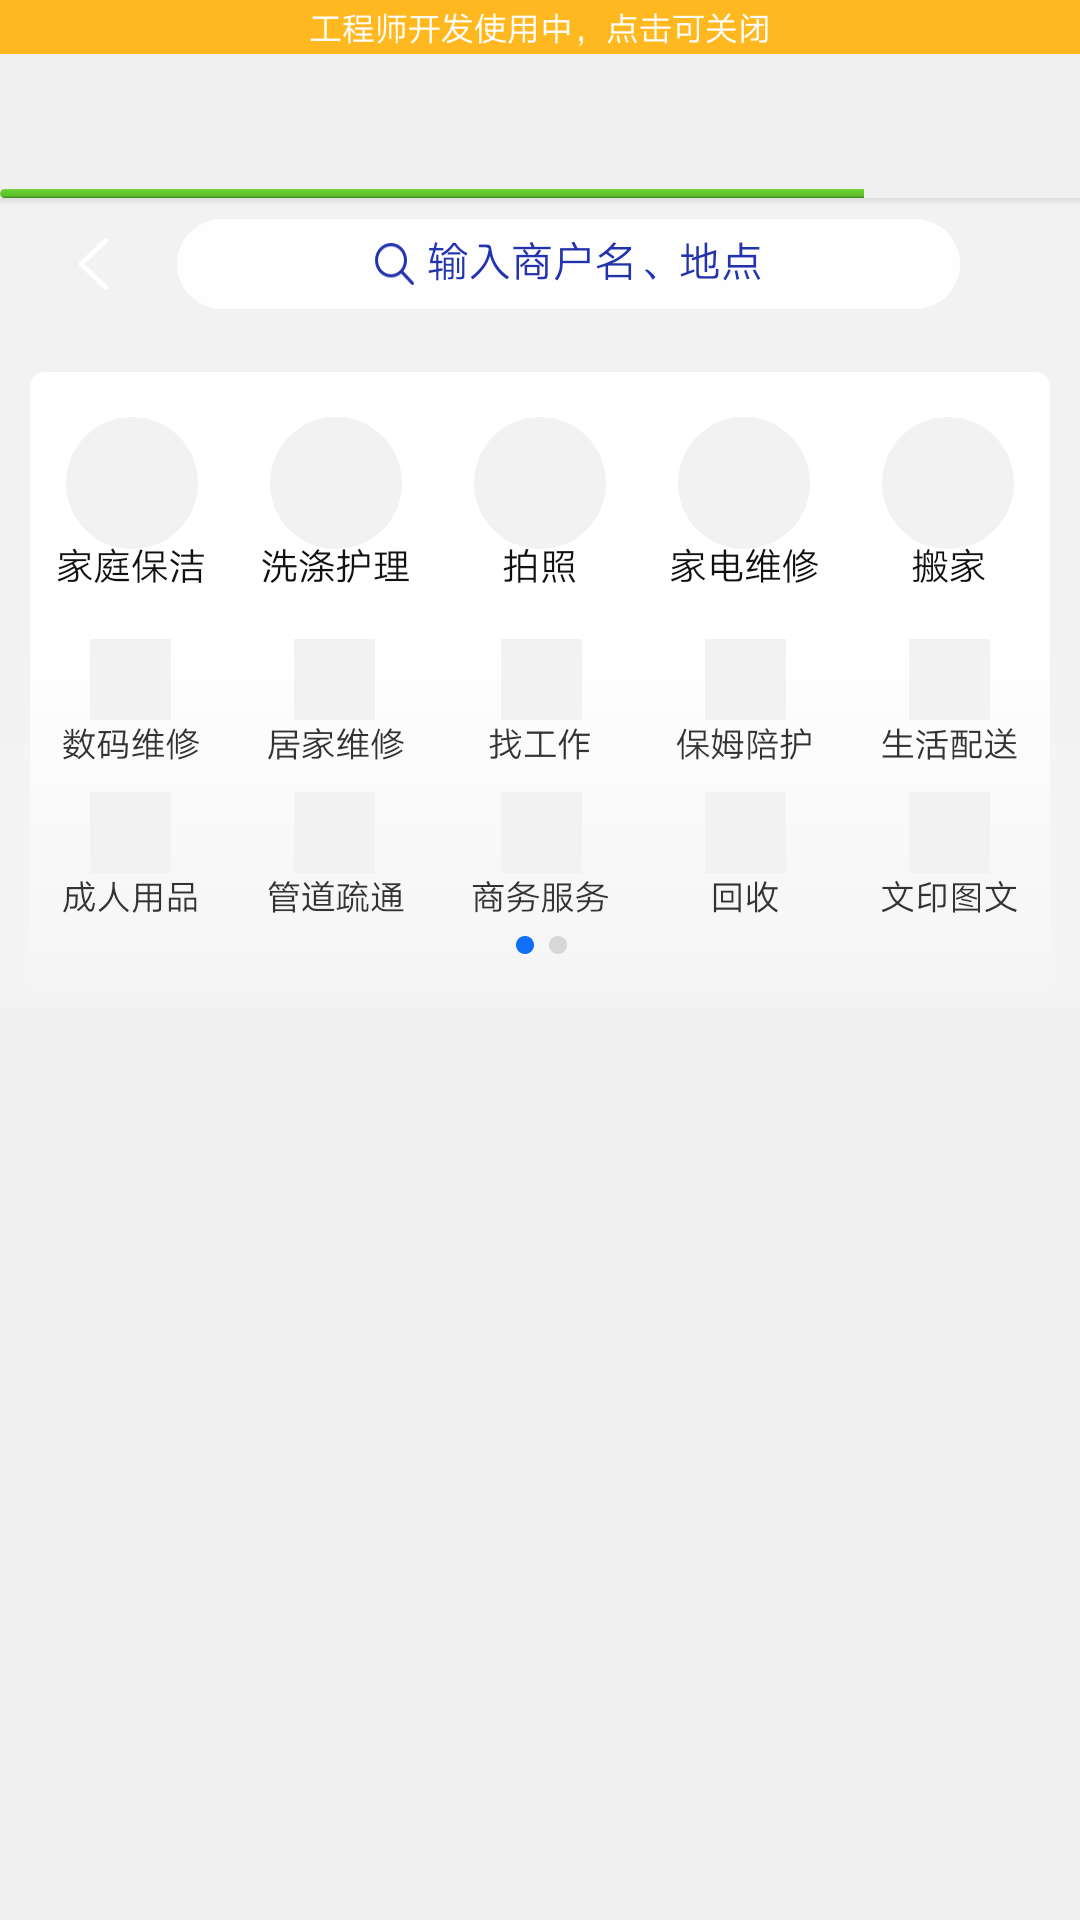 工程师开发使用中，点击可关闭
输入商户名、地点
家庭保洁 洗涤护理 拍照 家电维修 搬家
数码维修 居家维修 找工作 保姆陪护 生活配送
成人用品 管道疏通 商务服务 回收 文印图文